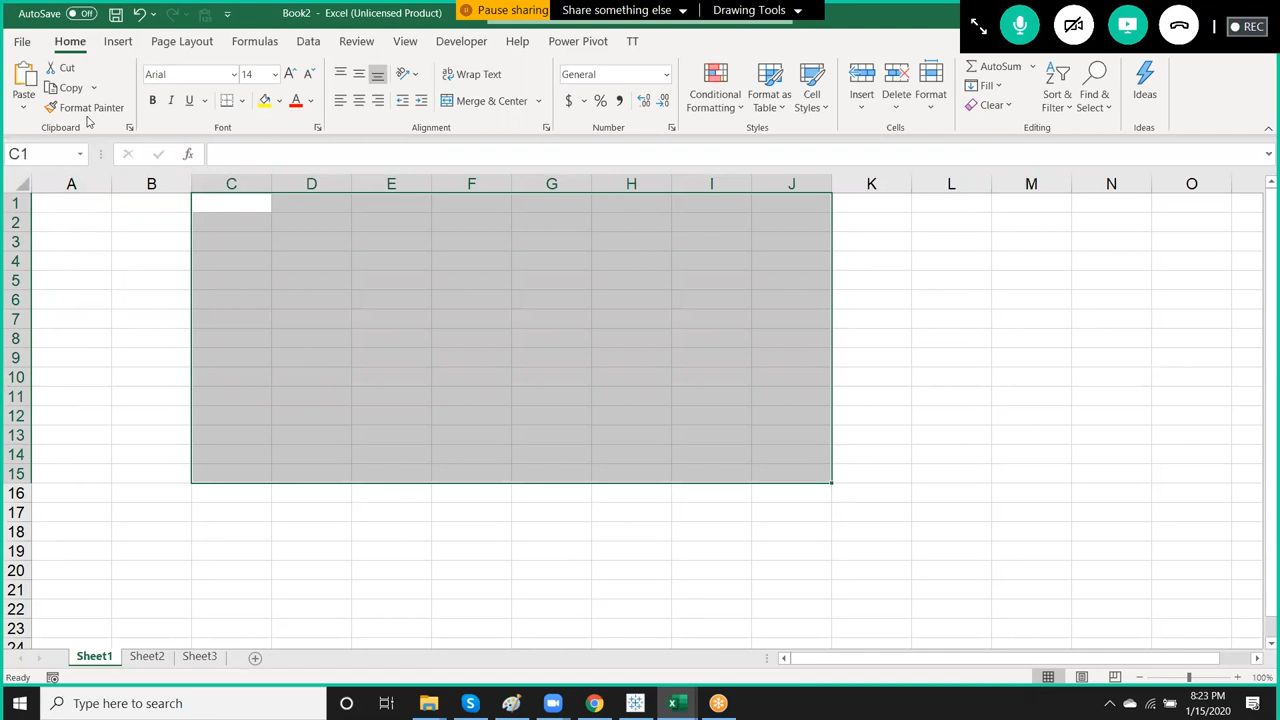 AutoSave Off Book2 - Excel (Unlicensed Product) Pause sharing Share something else Drawing Tools REC
File Home Insert Page Layout Formulas Data Review View Developer Help Power Pivot TT
Paste Cut Copy Format Painter
Clipboard
Arial 14 A A
B I U A
Font
Wrap Text
Merge & Center
Alignment
General
$ % ,
Number
Conditional Formatting Format as Table Cell Styles
Styles
Insert Delete Format
Cells
AutoSum Fill Clear Sort & Filter Find & Select
Editing
Ideas
Ideas
C1 fx
A B C D E F G H I J K L M N O
1
2
3
4
5
6
7
8
9
10
11
12
13
14
15
16
17
18
19
20
21
22
23
24
Sheet1 Sheet2 Sheet3
Ready 100%
Type here to search 8:23 PM
1/15/2020